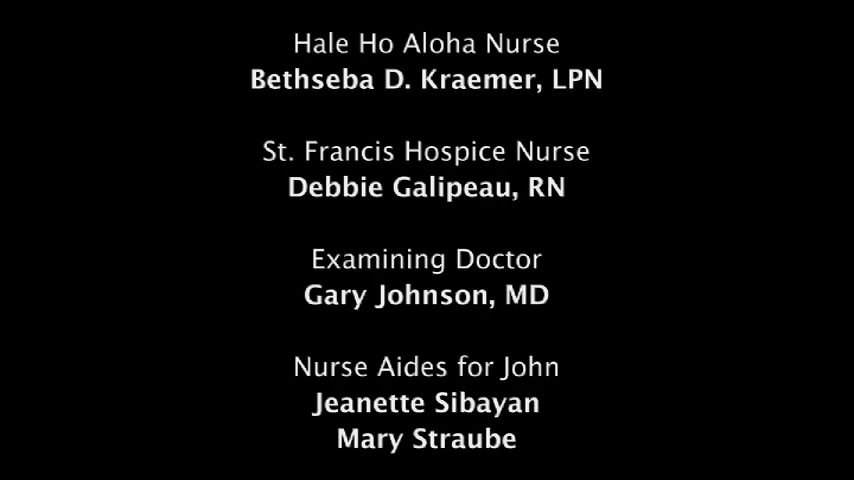 Hale Ho Aloha Nurse
Bethseba D. Kraemer, LPN
St. Francis Hospice Nurse
Debbie Galipeau, RN
Examining Doctor
Gary Johnson, MD
Nurse Aides for John
Jeanette Sibayan
Mary Straube